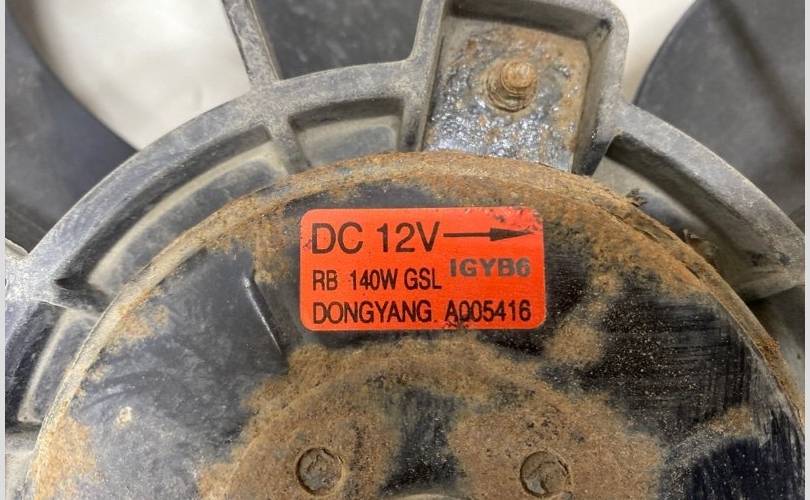 DC 12V
IGYB6
RB 140W GSL
DONGYANG. A005416